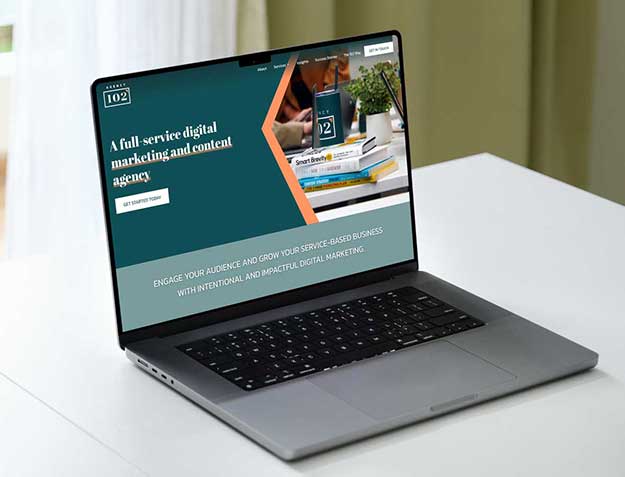 AGENCY
102
About
Services
Insights
Success Stories
The 102 Way
GET IN TOUCH
A full-service digital
marketing and content
agency
GET STARTED TODAY
Smart Brevity
ENGAGE YOUR AUDIENCE AND GROW YOUR SERVICE-BASED BUSINESS
WITH INTENTIONAL AND IMPACTFUL DIGITAL MARKETING.